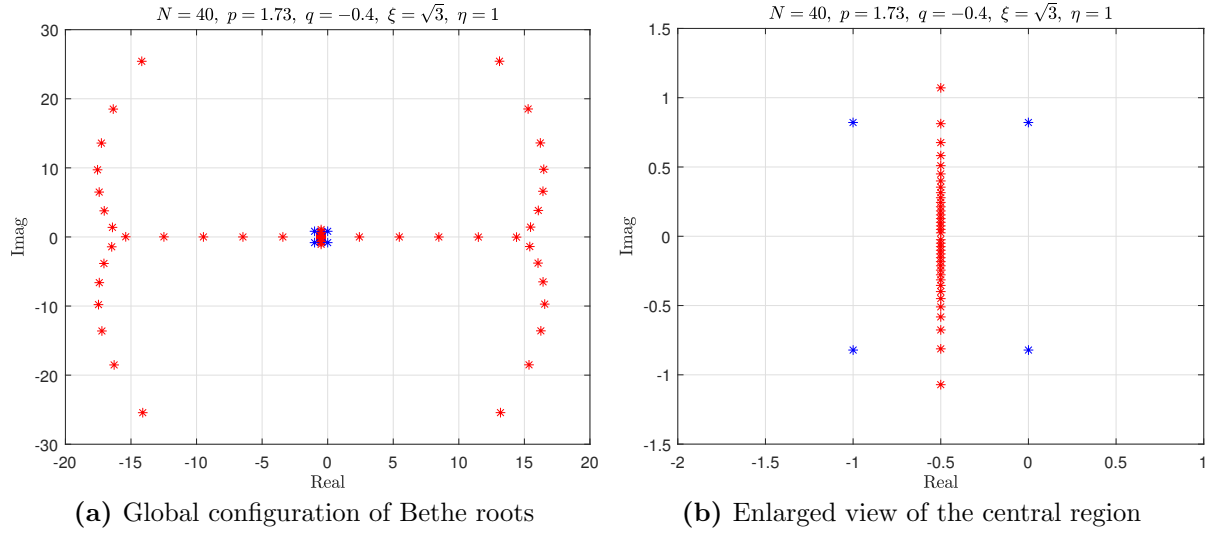 N = 40, p = 1.73, q = −0.4, ξ = √3, η = 1
30
20
10
0
-10
-20
-30
Imag
-20 -15 -10 -5 0 5 10 15 20
Real
(a) Global configuration of Bethe roots
N = 40, p = 1.73, q = −0.4, ξ = √3, η = 1
1.5
1
0.5
0
-0.5
-1
-1.5
Imag
-2 -1.5 -1 -0.5 0 0.5 1
Real
(b) Enlarged view of the central region